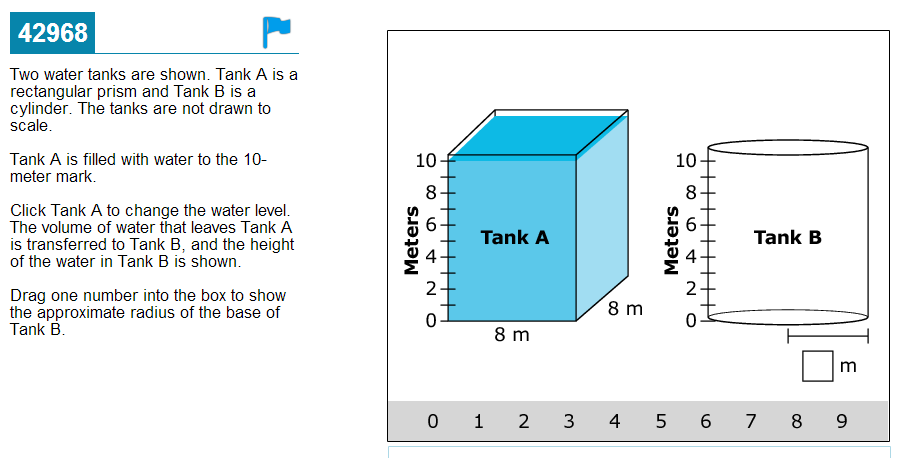 42968
Two water tanks are shown. Tank A is a
rectangular prism and Tank B is a
cylinder. The tanks are not drawn to
scale.
Tank A is filled with water to the 10-
meter mark.
Click Tank A to change the water level.
The volume of water that leaves Tank A
is transferred to Tank B, and the height
of the water in Tank B is shown.
Drag one number into the box to show
the approximate radius of the base of
Tank B.
Meters
10
8
6
4
2
0
Tank A
8 m
8 m
Meters
10
8
6
4
2
0
Tank B
m
0 1 2 3 4 5 6 7 8 9